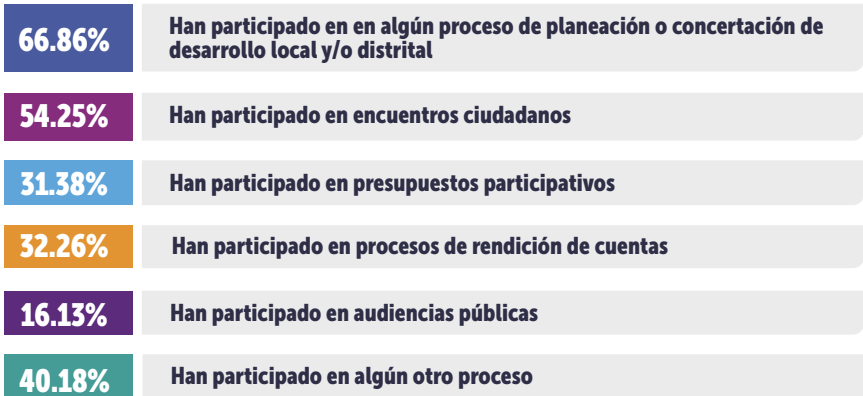 66.86%
Han participado en en algún proceso de planeación o concertación de
desarrollo local y/o distrital
54.25%
Han participado en encuentros ciudadanos
31.38%
Han participado en presupuestos participativos
32.26%
Han participado en procesos de rendición de cuentas
16.13%
Han participado en audiencias públicas
40.18%
Han participado en algún otro proceso